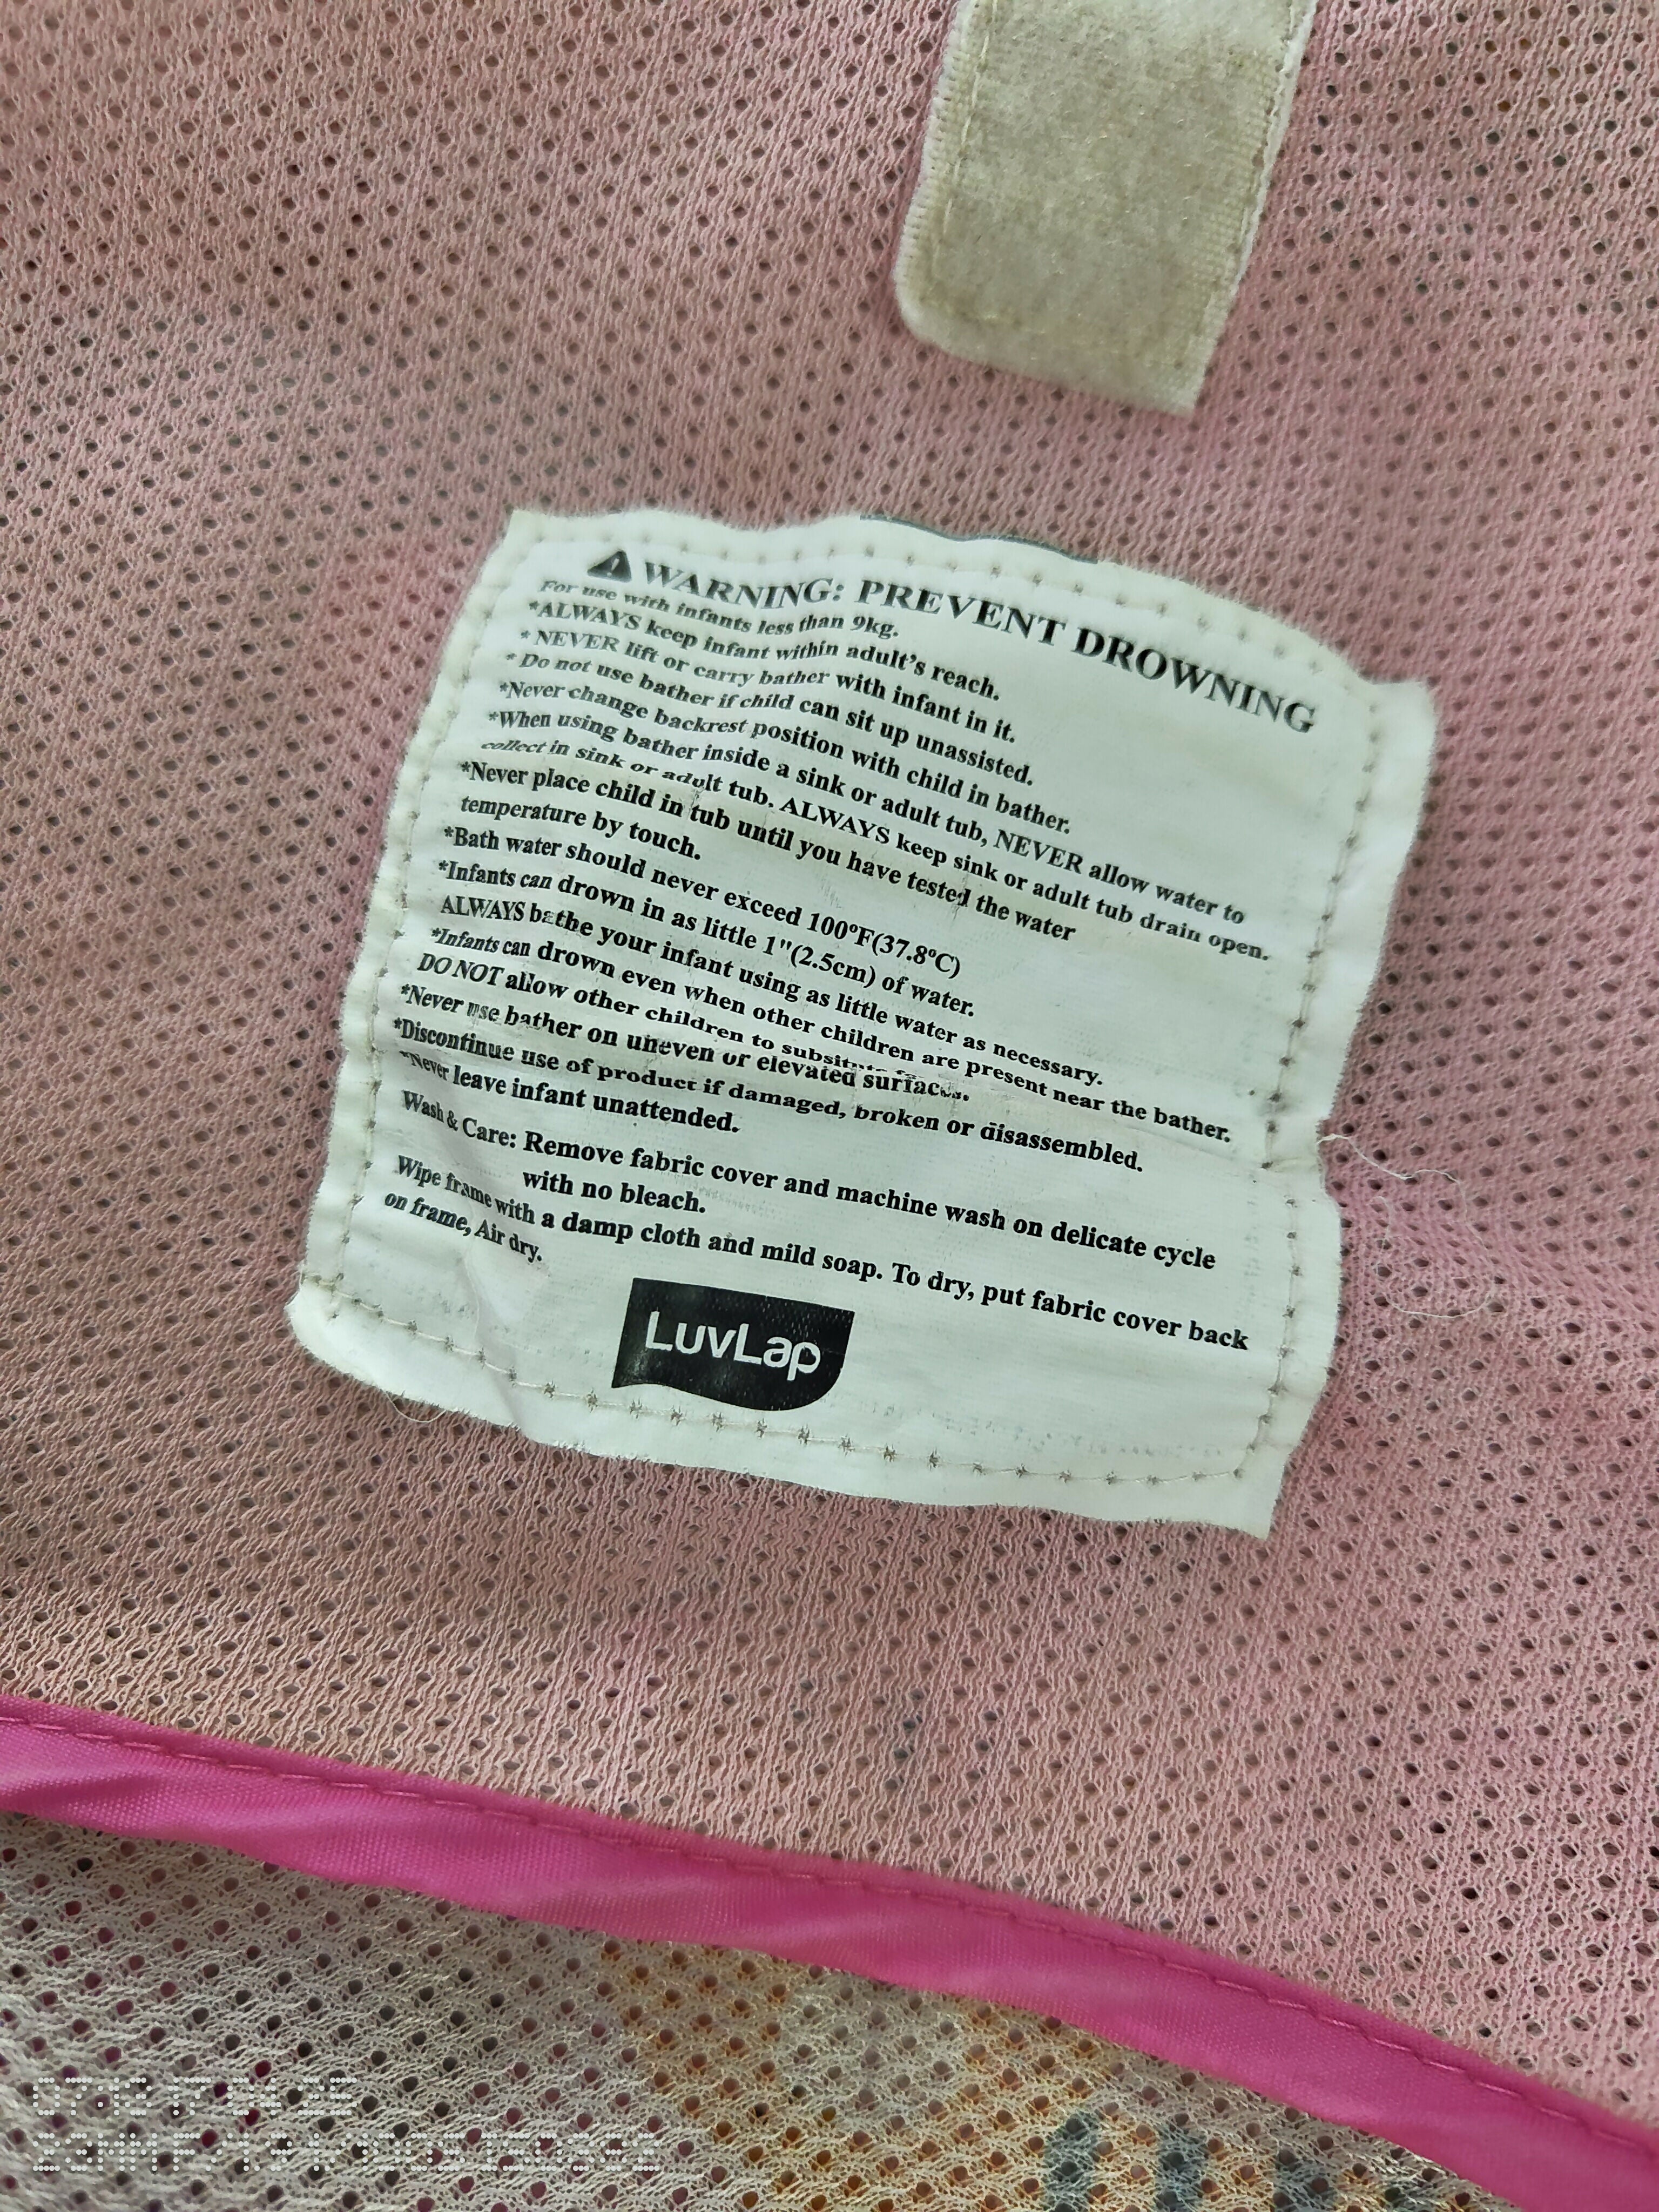 WARNING: PREVENT DROWNING
For use with infants less than 9kg.
*ALWAYS keep infant within adult's reach.
* NEVER lift or carry bather with infant in it.
* Do not use bather if child can sit up unassisted.
*Never change backrest position with child in bather.
*When using bather inside a sink or adult tub, NEVER allow water to
collect in sink or adult tub. ALWAYS keep sink or adult tub drain open.
*Never place child in tub until you have tested the water
temperature by touch.
*Bath water should never exceed 100°F(37.8°C)
*Infants can drown in as little 1"(2.5cm) of water.
ALWAYS bathe your infant using as little water as necessary.
*Infants can drown even when other children are present near the bather.
DO NOT allow other children to
*Never use bather on uneven or elevated surfaces.
*Discontinue use of product if damaged, broken or disassembled.
*Never leave infant unattended.
Wash & Care: Remove fabric cover and machine wash on delicate cycle
with no bleach.
Wipe frame with a damp cloth and mild soap. To dry, put fabric cover back
on frame, Air dry.
LuvLap